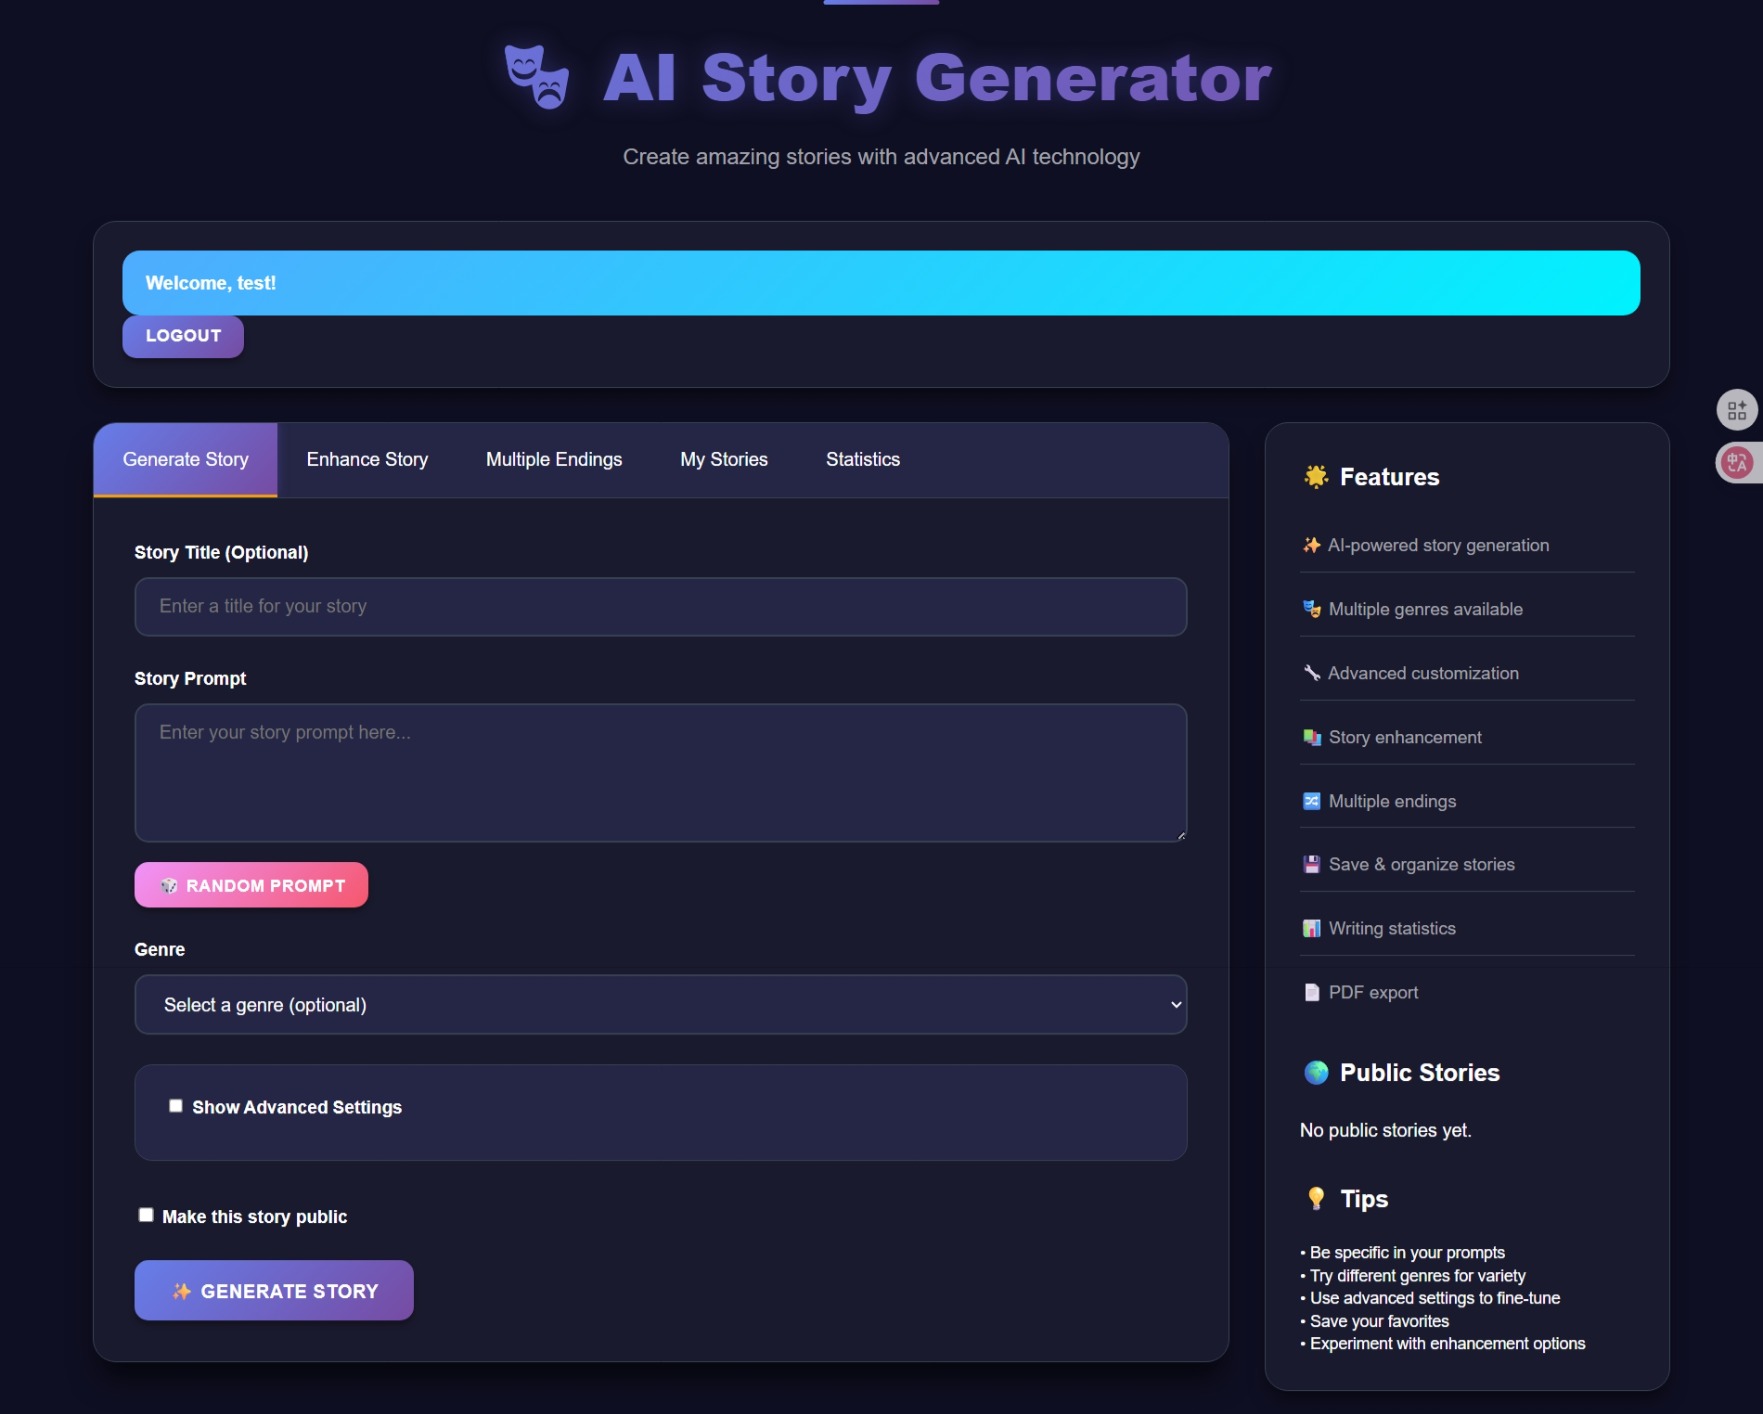 AI Story Generator
Create amazing stories with advanced AI technology
Welcome, test!
LOGOUT
Generate Story
Enhance Story
Multiple Endings
My Stories
Statistics
Story Title (Optional)
Enter a title for your story
Story Prompt
Enter your story prompt here...
RANDOM PROMPT
Genre
Select a genre (optional)
Show Advanced Settings
Make this story public
GENERATE STORY
Features
AI-powered story generation
Multiple genres available
Advanced customization
Story enhancement
Multiple endings
Save & organize stories
Writing statistics
PDF export
Public Stories
No public stories yet.
Tips
• Be specific in your prompts
• Try different genres for variety
• Use advanced settings to fine-tune
• Save your favorites
• Experiment with enhancement options
中A